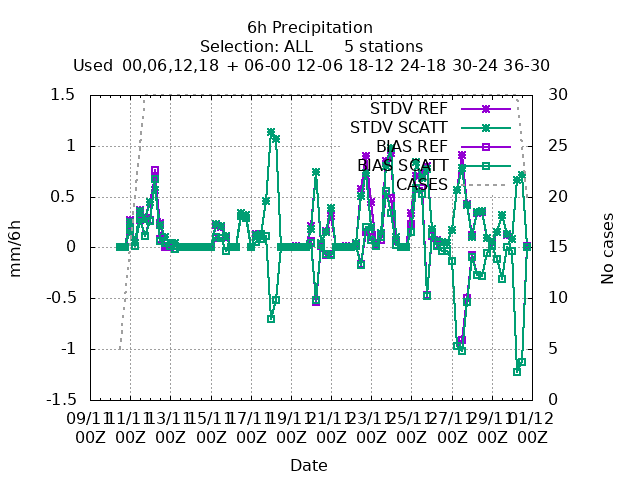 6h Precipitation
Selection: ALL      5 stations
Used  00,06,12,18 + 06-00 12-06 18-12 24-18 30-24 36-30
STDV REF
STDV SCATT
BIAS REF
BIAS SCATT
CASES
1.5
1
0.5
0
-0.5
-1
-1.5
mm/6h
30
25
20
15
10
5
0
No cases
09/11 11/11 13/11 15/11 17/11 19/11 21/11 23/11 25/11 27/11 29/11 01/12
00Z 00Z 00Z 00Z 00Z 00Z 00Z 00Z 00Z 00Z 00Z 00Z
Date